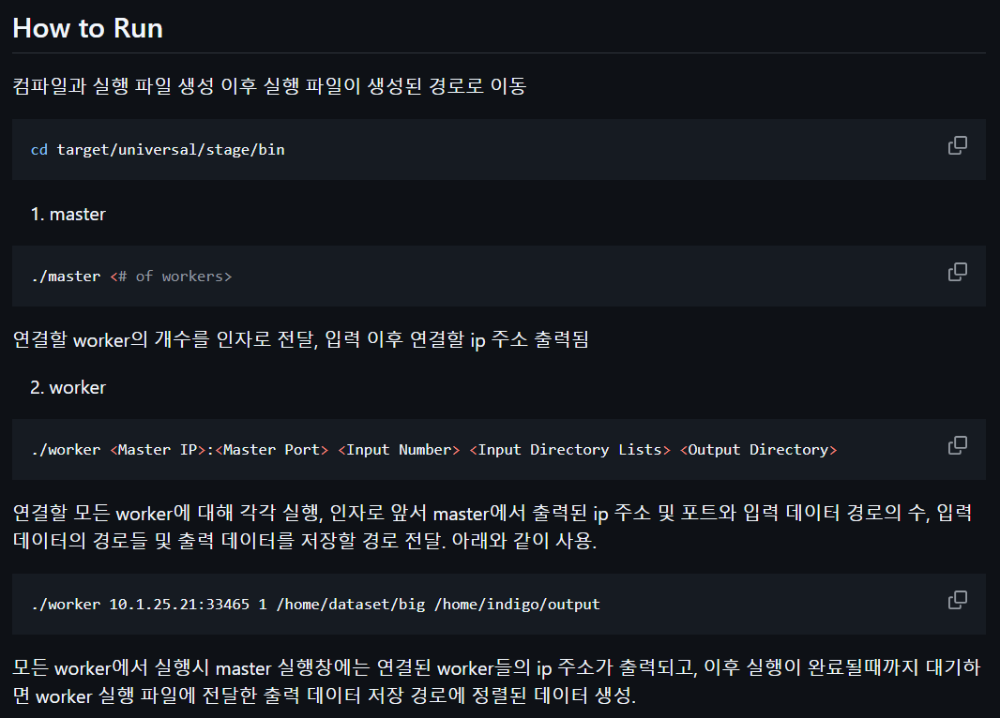 How to Run
컴파일과 실행 파일 생성 이후 실행 파일이 생성된 경로로 이동
cd target/universal/stage/bin
1. master
./master <# of workers>
연결할 worker의 개수를 인자로 전달, 입력 이후 연결할 ip 주소 출력됨
2. worker
./worker <Master IP>:<Master Port> <Input Number> <Input Directory Lists> <Output Directory>
연결할 모든 worker에 대해 각각 실행, 인자로 앞서 master에서 출력된 ip 주소 및 포트와 입력 데이터 경로의 수, 입력
데이터의 경로들 및 출력 데이터를 저장할 경로 전달. 아래와 같이 사용.
./worker 10.1.25.21:33465 1 /home/dataset/big /home/indigo/output
모든 worker에서 실행시 master 실행창에는 연결된 worker들의 ip 주소가 출력되고, 이후 실행이 완료될때까지 대기하
면 worker 실행 파일에 전달한 출력 데이터 저장 경로에 정렬된 데이터 생성.